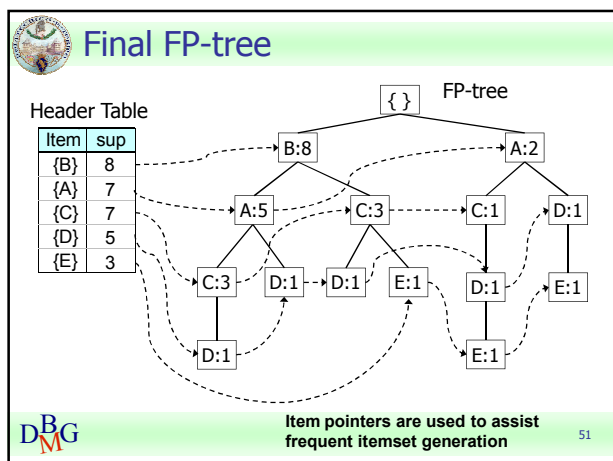 Final FP-tree
Header Table
Item sup
{B} 8
{A} 7
{C} 7
{D} 5
{E} 3
FP-tree
{ }
B:8 A:2
A:5 C:3 C:1 D:1
C:3 D:1 D:1 E:1 D:1 E:1
D:1 E:1
Item pointers are used to assist
frequent itemset generation
DBMG
51